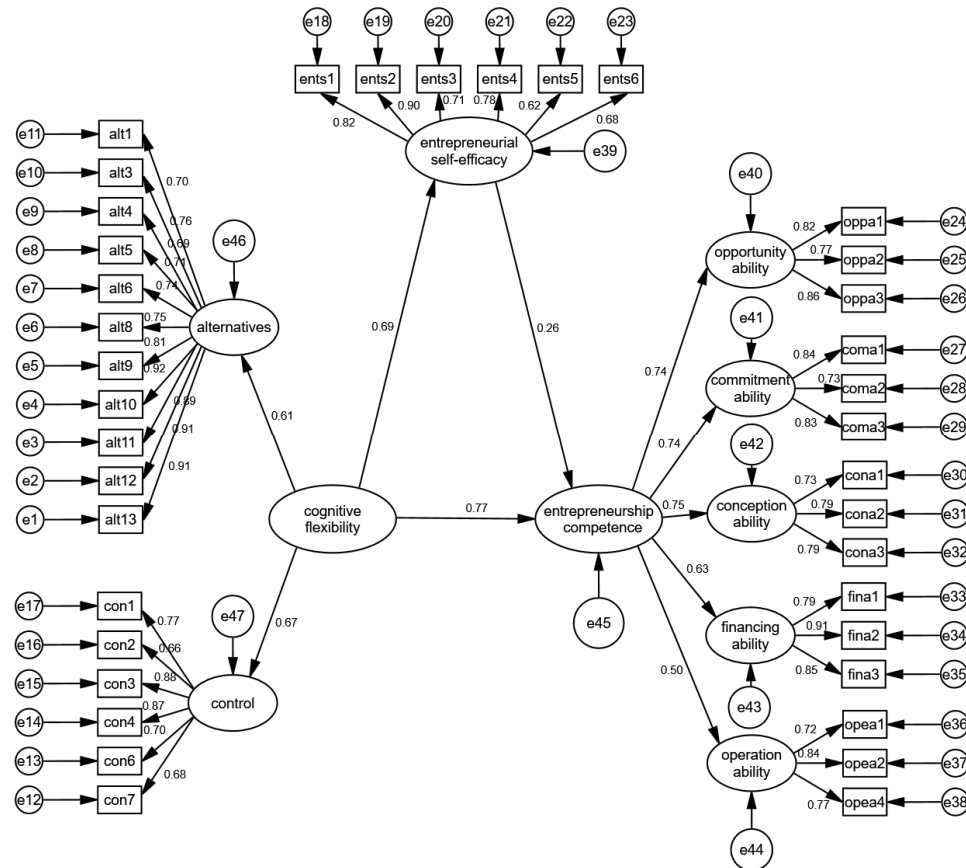 e18 e19 e20 e21 e22 e23
ents1 ents2 ents3 ents4 ents5 ents6
0.82 0.90 0.71 0.78 0.62 0.68
entrepreneurial
self-efficacy
e39
e11 alt1
e10 alt3
e9 alt4
e8 alt5
e7 alt6
e6 alt8
e5 alt9
e4 alt10
e3 alt11
e2 alt12
e1 alt13
0.70
0.76
0.69
0.71
0.74
0.75
0.81
0.92
0.89
0.91
0.91
e46
alternatives
0.61
0.69
0.26
cognitive
flexibility
0.77
entrepreneurship
competence
e45
0.67
e17 con1
e16 con2
e15 con3
e14 con4
e13 con6
e12 con7
0.77
0.66
0.88
0.87
0.70
0.68
e47
control
0.74
0.74
0.75
0.63
0.50
e40
opportunity
ability
0.82 oppa1 e24
0.77 oppa2 e25
0.86 oppa3 e26
e41
commitment
ability
0.84 coma1 e27
0.73 coma2 e28
0.83 coma3 e29
e42
conception
ability
0.73 cona1 e30
0.79 cona2 e31
0.79 cona3 e32
financing
ability
e43
0.79 fina1 e33
0.91 fina2 e34
0.85 fina3 e35
operation
ability
e44
0.72 opea1 e36
0.84 opea2 e37
0.77 opea4 e38